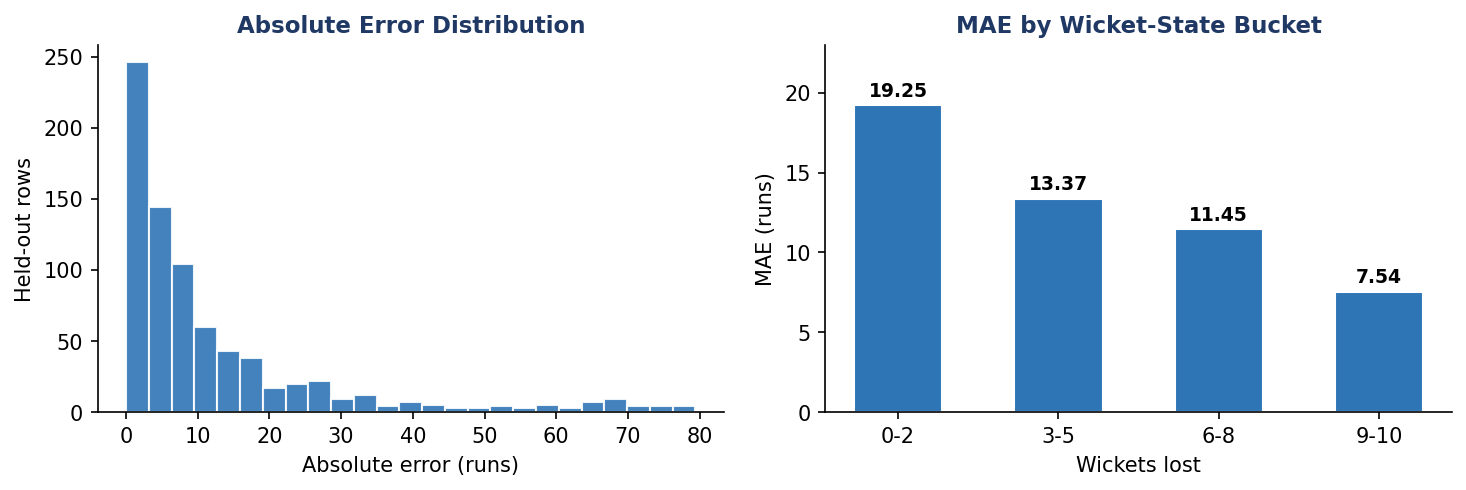 Absolute Error Distribution
250
200
150
100
50
0
Held-out rows
0 10 20 30 40 50 60 70 80
Absolute error (runs)
MAE by Wicket-State Bucket
20
15
10
5
0
MAE (runs)
19.25
13.37
11.45
7.54
0-2 3-5 6-8 9-10
Wickets lost